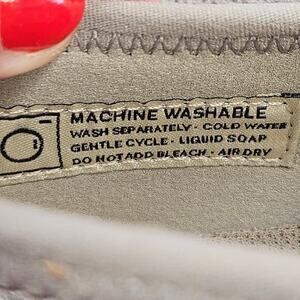 MACHINE WASHABLE
WASH SEPARATELY · COLD WATER
GENTLE CYCLE · LIQUID SOAP
DO NOT ADD BLEACH · AIR DRY